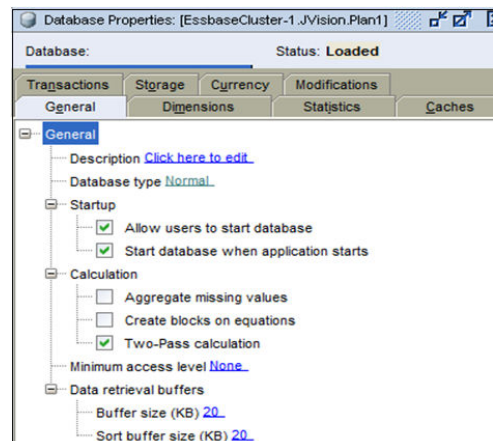 Database Properties: [EssbaseCluster-1.JVision.Plan1]
Database: Status: Loaded
Transactions Storage Currency Modifications
General Dimensions Statistics Caches
General
Description Click here to edit
Database type Normal
Startup
Allow users to start database
Start database when application starts
Calculation
Aggregate missing values
Create blocks on equations
Two-Pass calculation
Minimum access level None
Data retrieval buffers
Buffer size (KB) 20
Sort buffer size (KB) 20